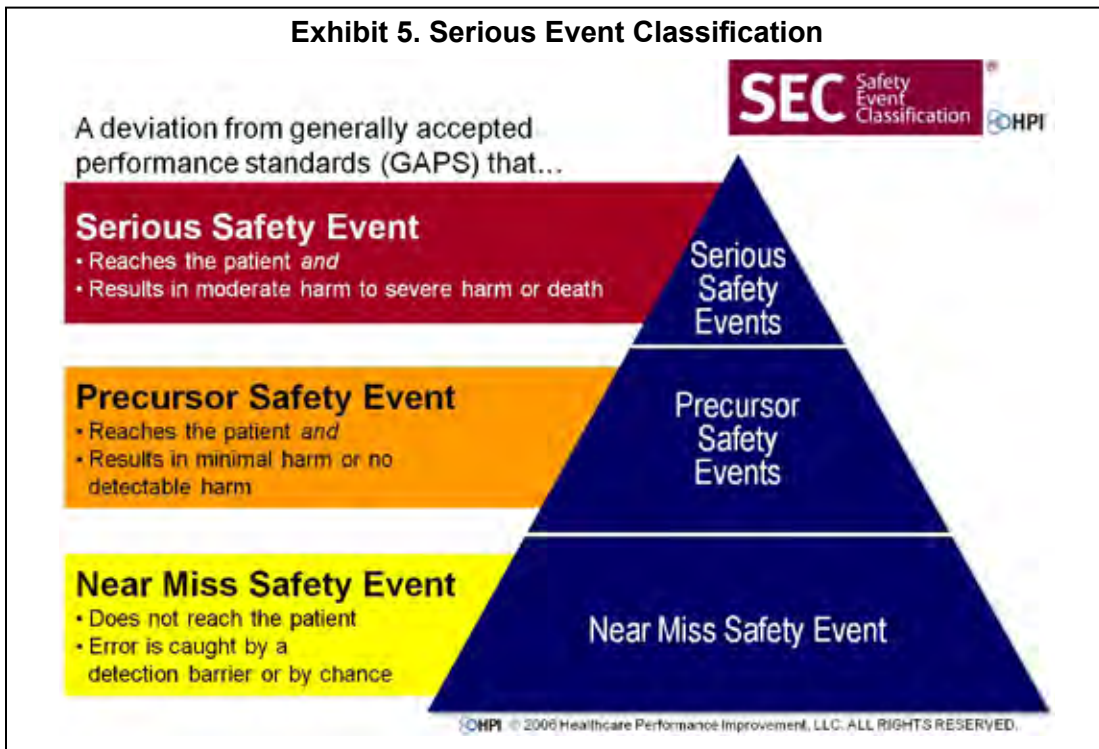 Exhibit 5. Serious Event Classification
SEC Safety
Event
Classification
®
HPI
A deviation from generally accepted
performance standards (GAPS) that...
Serious Safety Event
• Reaches the patient and
• Results in moderate harm to severe harm or death
Serious
Safety
Events
Precursor Safety Event
• Reaches the patient and
• Results in minimal harm or no
detectable harm
Precursor
Safety
Events
Near Miss Safety Event
• Does not reach the patient
• Error is caught by a
detection barrier or by chance
Near Miss Safety Event
HPI © 2006 Healthcare Performance Improvement, LLC. ALL RIGHTS RESERVED.